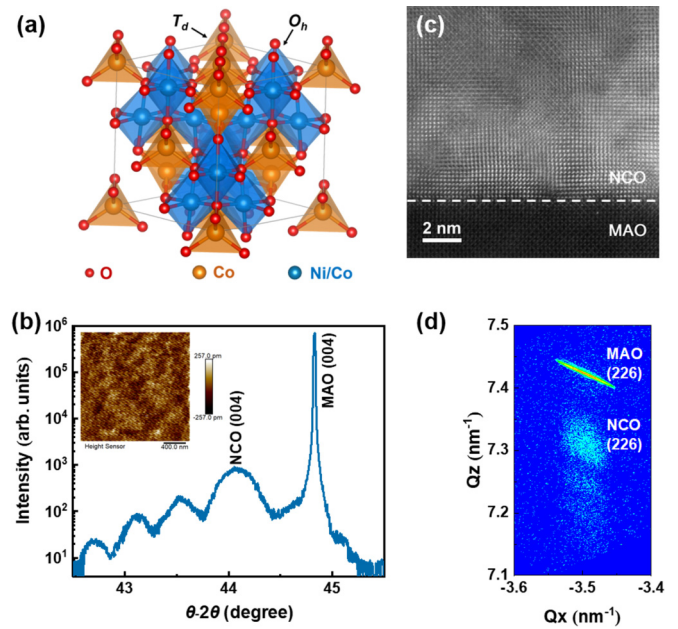 (a)
T_d
O_h
O
Co
Ni/Co
(c)
NCO
MAO
2 nm
(b)
10^6
10^5
10^4
10^3
10^2
10^1
Intensity (arb. units)
257.0 pm
-257.0 pm
Height Sensor
400.0 nm
NCO (004)
MAO (004)
43
44
45
θ-2θ (degree)
(d)
7.5
7.4
7.3
7.2
7.1
Qz (nm⁻¹)
MAO
(226)
NCO
(226)
-3.6
-3.5
-3.4
Qx (nm⁻¹)